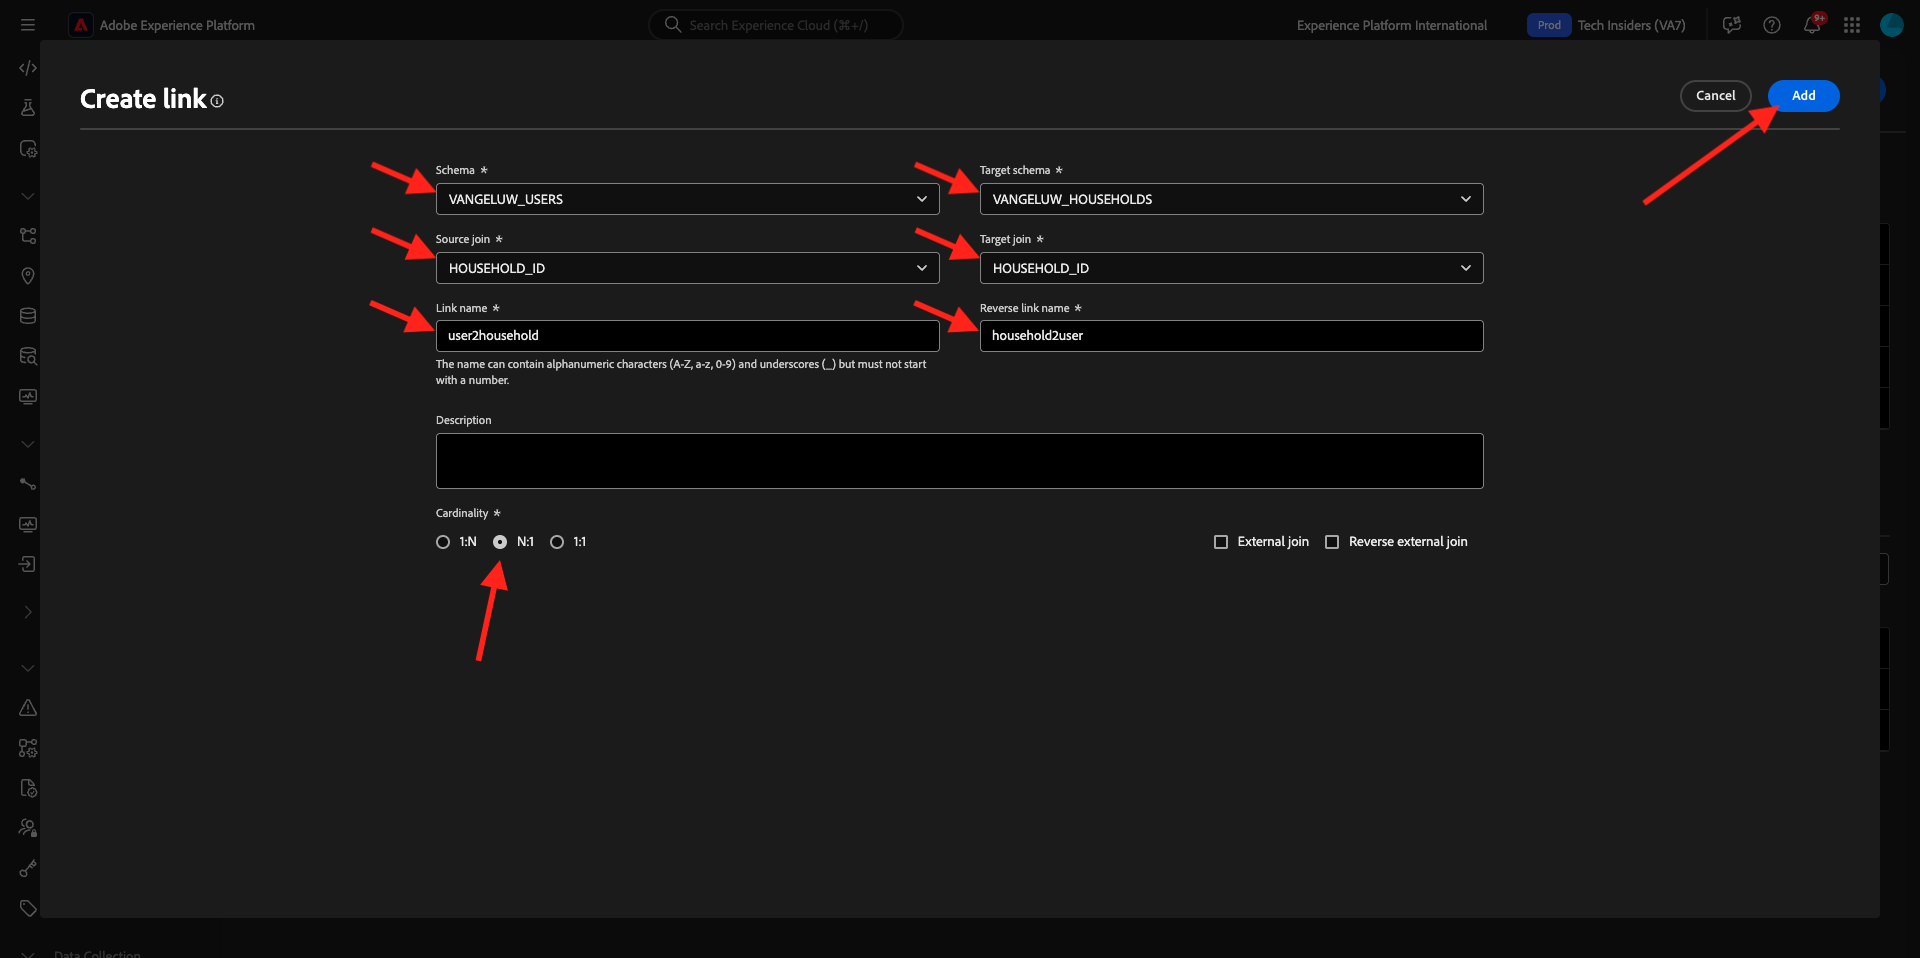 Adobe Experience Platform
Search Experience Cloud (⌘+/)
Experience Platform International
Prod
Tech Insiders (VA7)
9+
Create link
Cancel
Add
Schema *
Target schema *
VANGELUW_USERS
VANGELUW_HOUSEHOLDS
Source join *
Target join *
HOUSEHOLD_ID
HOUSEHOLD_ID
Link name *
Reverse link name *
user2household
household2user
The name can contain alphanumeric characters (A-Z, a-z, 0-9) and underscores (_) but must not start
with a number.
Description
Cardinality *
1:N
N:1
1:1
External join
Reverse external join
Data Collection